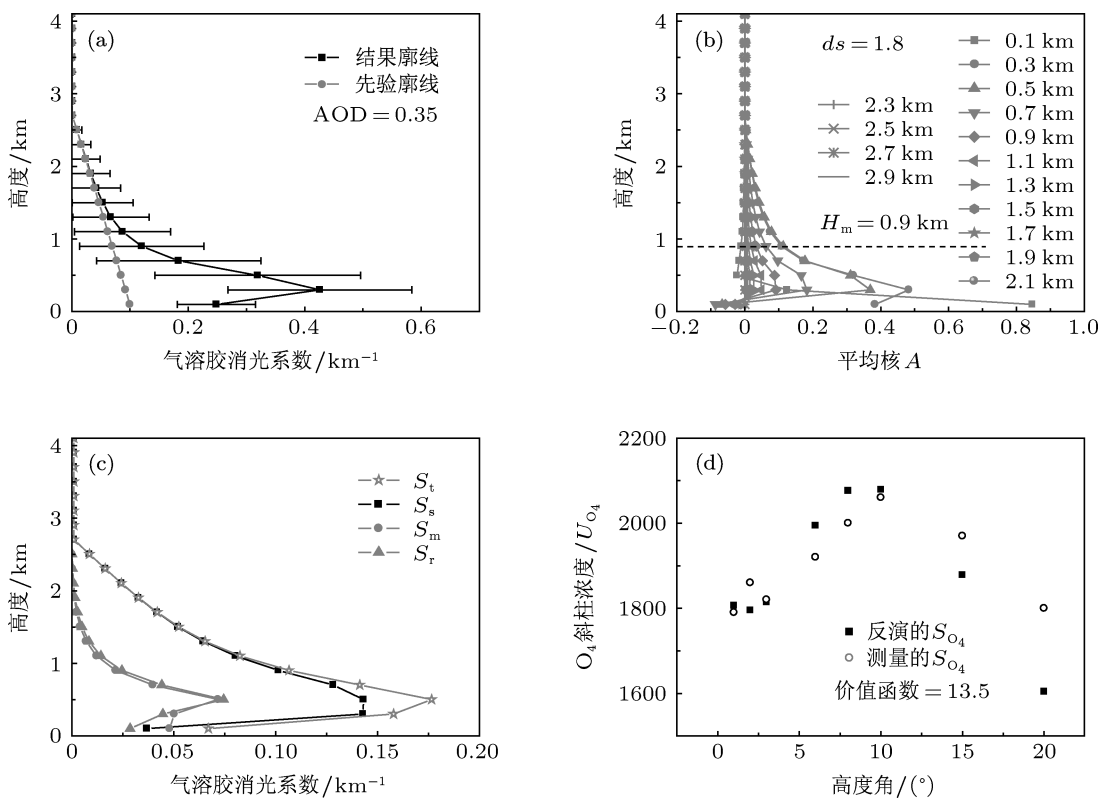 (a)
结果廓线
先验廓线
AOD = 0.35
4
3
2
1
0
高度/km
0
0.2
0.4
0.6
气溶胶消光系数/km⁻¹
(b)
ds = 1.8
0.1 km
0.3 km
0.5 km
0.7 km
0.9 km
1.1 km
1.3 km
1.5 km
1.7 km
1.9 km
2.1 km
2.3 km
2.5 km
2.7 km
2.9 km
Hm = 0.9 km
4
3
2
1
0
高度/km
−0.2
0
0.2
0.4
0.6
0.8
1.0
平均核 A
(c)
St
Ss
Sm
Sr
4
3
2
1
0
高度/km
0
0.05
0.10
0.15
0.20
气溶胶消光系数/km⁻¹
(d)
2200
2000
1800
1600
O₄斜柱浓度/U_O₄
反演的S_O₄
测量的S_O₄
价值函数 = 13.5
0
5
10
15
20
高度角/(°)